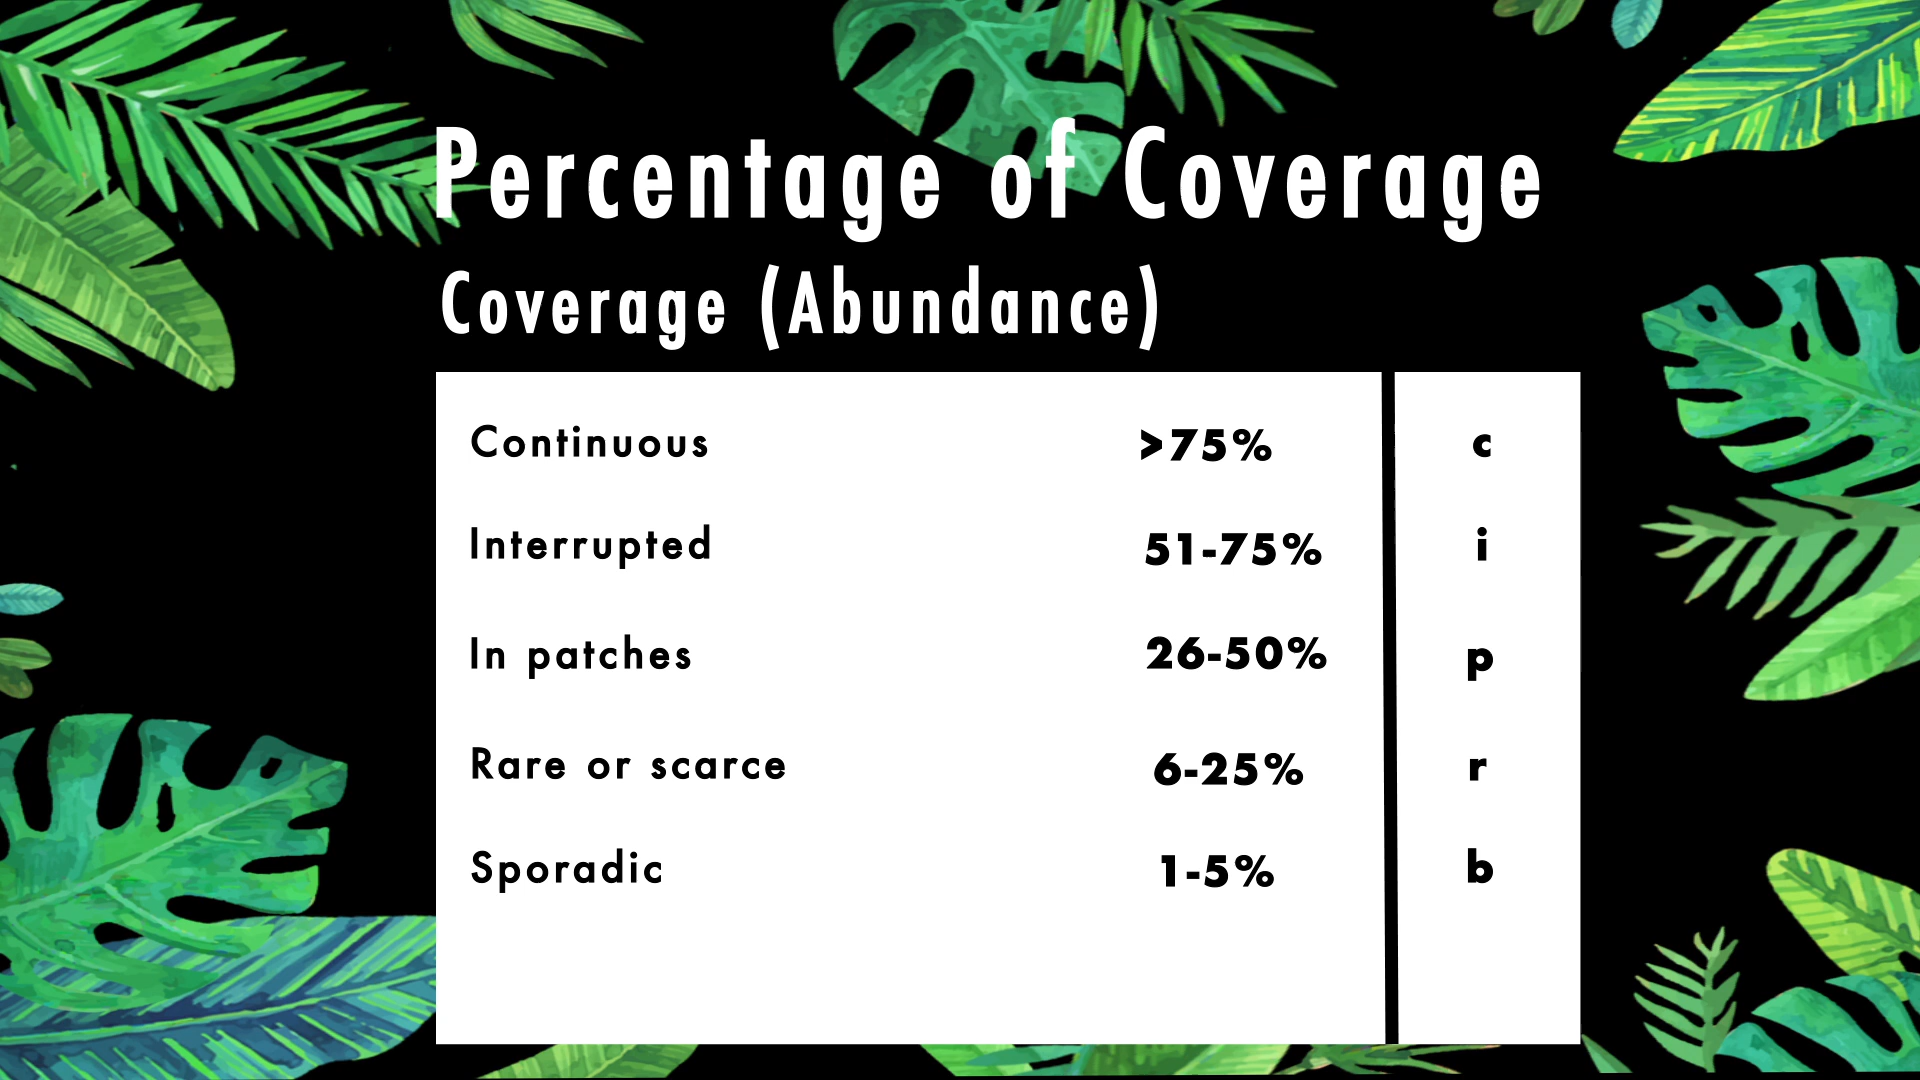 Percentage of Coverage
Coverage (Abundance)
Continuous >75% c
Interrupted 51-75% i
In patches 26-50% p
Rare or scarce 6-25% r
Sporadic 1-5% b